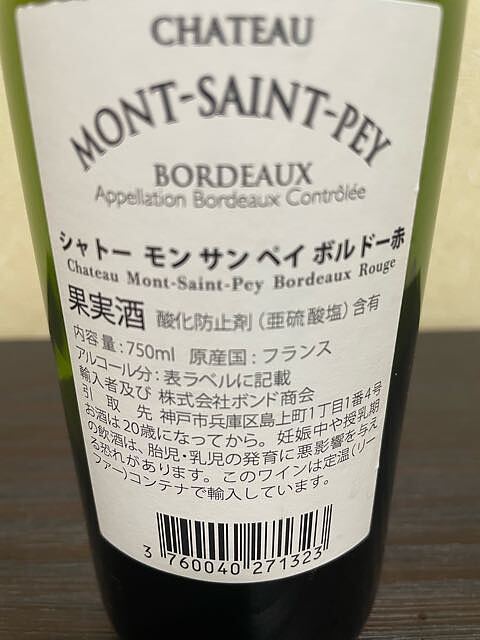 CHATEAU
MONT-SAINT-PEY
BORDEAUX
Appellation Bordeaux Contrôlée
シャトー モン サン ペイ ボルドー赤
Chateau Mont-Saint-Pey Bordeaux Rouge
果実酒 酸化防止剤(亜硫酸塩)含有
内容量:750ml 原産国:フランス
アルコール分:表ラベルに記載
輸入者及び 株式会社ボンド商会
引取先 神戸市兵庫区島上町1丁目1番4号
お酒は20歳になってから。妊娠中や授乳期
の飲酒は、胎児・乳児の発育に悪影響を与え
る恐れがあります。このワインは定温(リー
ファー)コンテナで輸入しています。
3 760040 271323